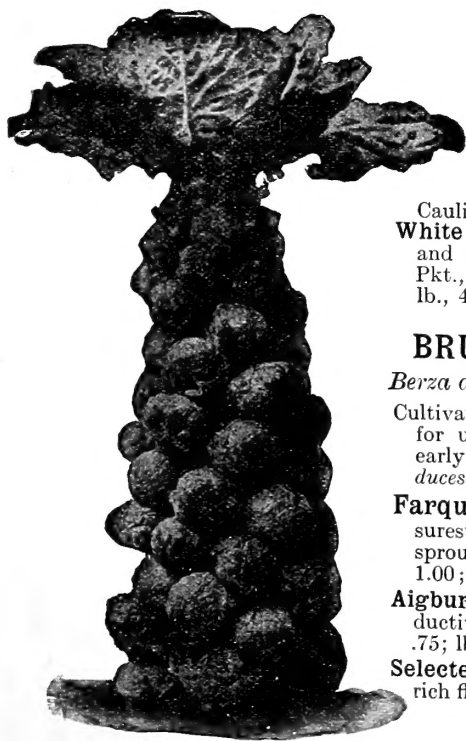 Cauli
White
and
Pkt.,
lb., 4
BRU
Berza d
Cultiva
for u
early
duces
Farqu
sures
sprou
1.00;
Aigbur
ductiv
.75; lb
Selecte
rich fl